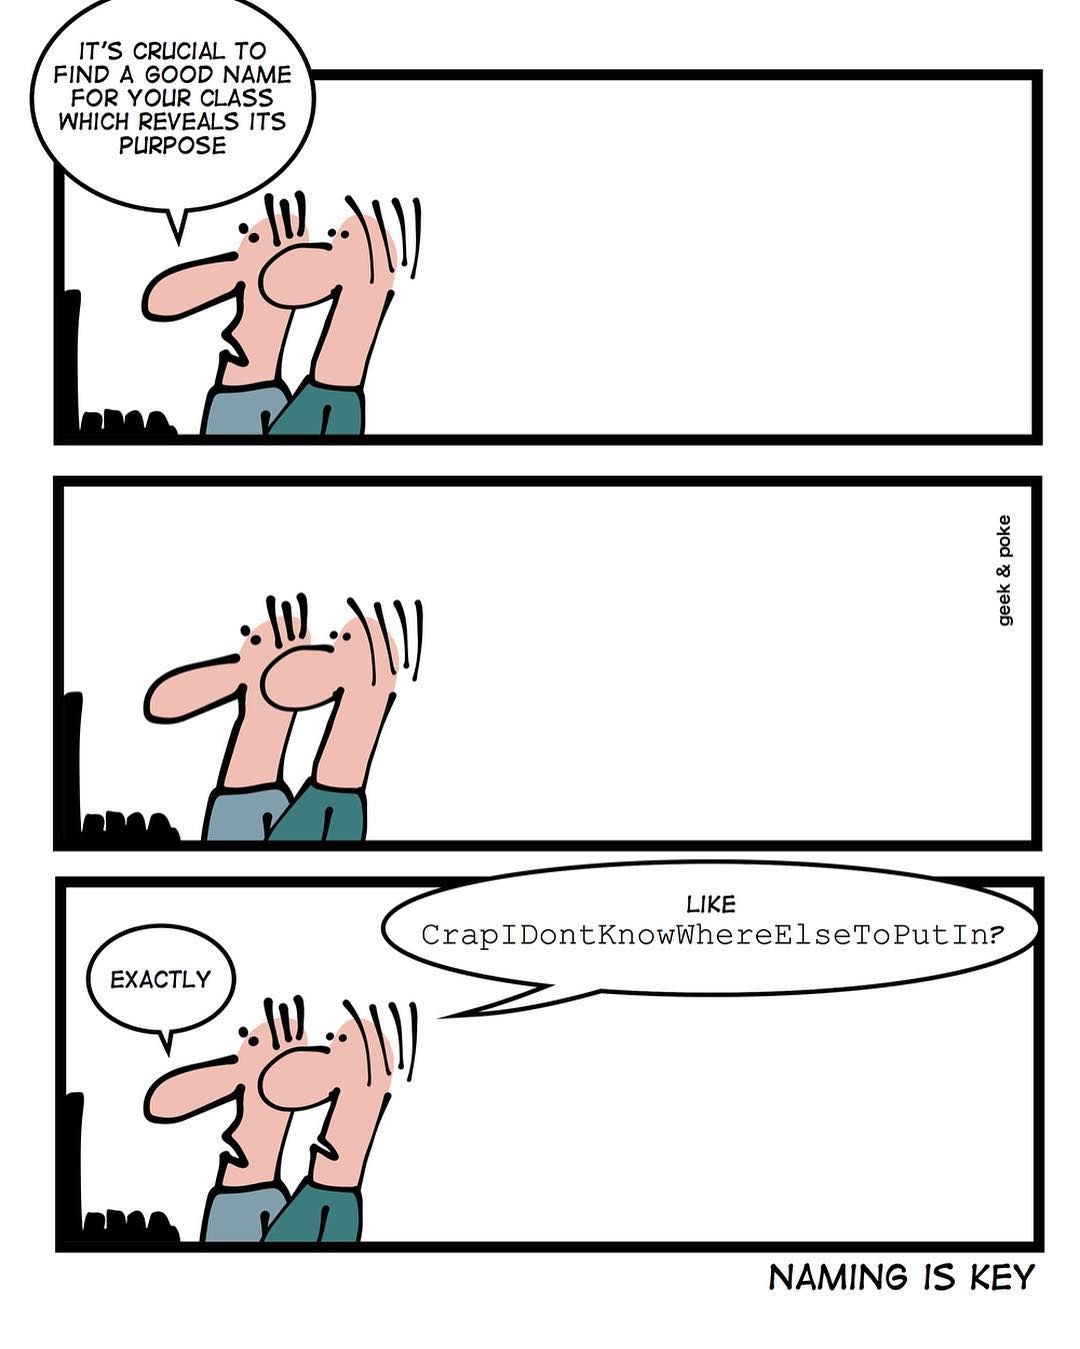 IT'S CRUCIAL TO
FIND A GOOD NAME
FOR YOUR CLASS
WHICH REVEALS ITS
PURPOSE
geek & poke
LIKE
CrapIDontKnowWhereElseToPutIn?
EXACTLY
NAMING IS KEY